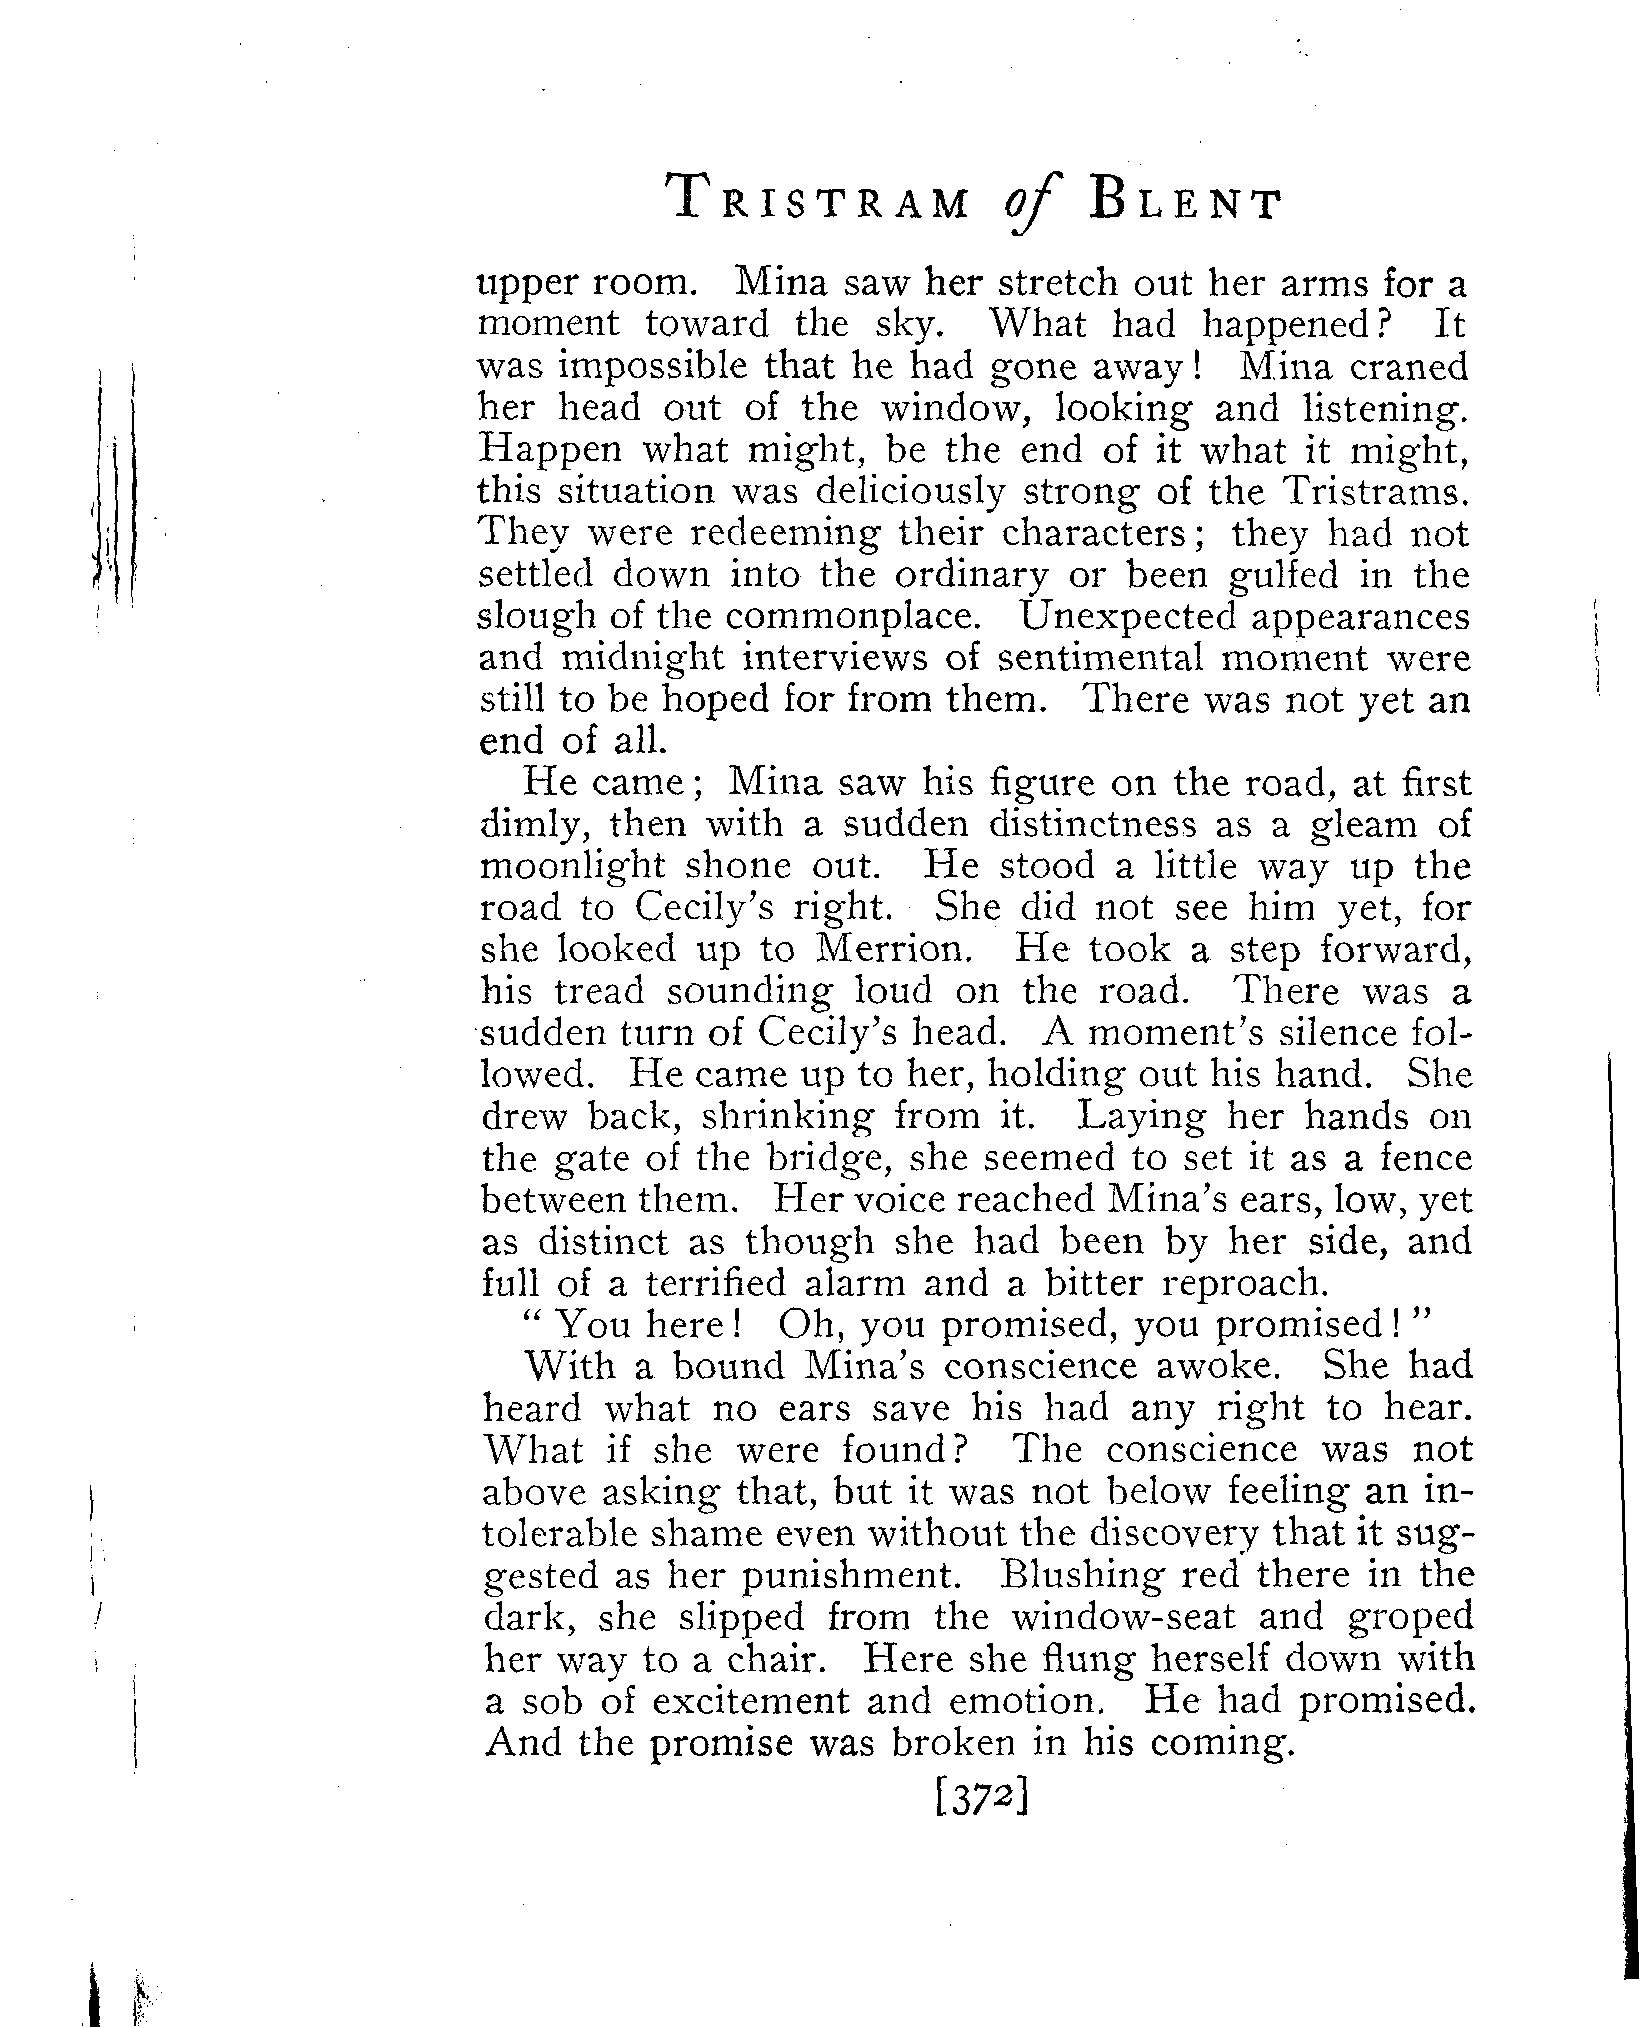 TRISTRAM of BLENT
upper room. Mina saw her stretch out her arms for a
moment toward the sky. What had happened? It
was impossible that he had gone away! Mina craned
her head out of the window, looking and listening.
Happen what might, be the end of it what it might,
this situation was deliciously strong of the Tristrams.
They were redeeming their characters; they had not
settled down into the ordinary or been gulfed in the
slough of the commonplace. Unexpected appearances
and midnight interviews of sentimental moment were
still to be hoped for from them. There was not yet an
end of all.
He came; Mina saw his figure on the road, at first
dimly, then with a sudden distinctness as a gleam of
moonlight shone out. He stood a little way up the
road to Cecily's right. She did not see him yet, for
she looked up to Merrion. He took a step forward,
his tread sounding loud on the road. There was a
sudden turn of Cecily's head. A moment's silence fol-
lowed. He came up to her, holding out his hand. She
drew back, shrinking from it. Laying her hands on
the gate of the bridge, she seemed to set it as a fence
between them. Her voice reached Mina's ears, low, yet
as distinct as though she had been by her side, and
full of a terrified alarm and a bitter reproach.
"You here! Oh, you promised, you promised!"
With a bound Mina's conscience awoke. She had
heard what no ears save his had any right to hear.
What if she were found? The conscience was not
above asking that, but it was not below feeling an in-
tolerable shame even without the discovery that it sug-
gested as her punishment. Blushing red there in the
dark, she slipped from the window-seat and groped
her way to a chair. Here she flung herself down with
a sob of excitement and emotion. He had promised.
And the promise was broken in his coming.
[372]